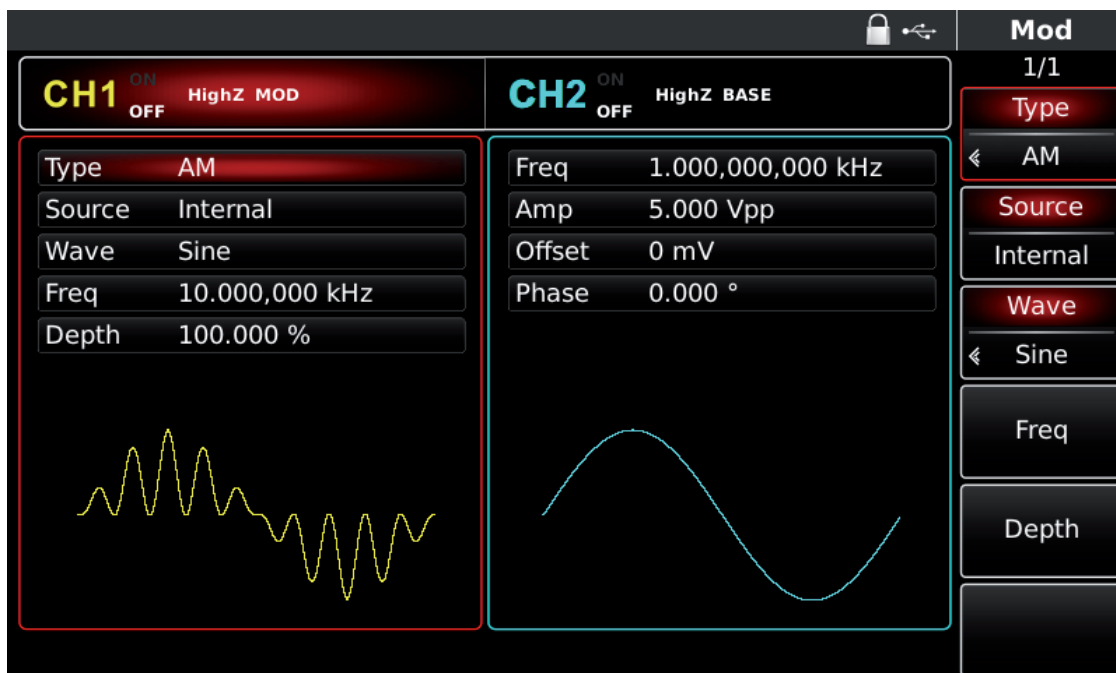 Mod
1/1
CH1 ON OFF HighZ MOD
CH2 ON OFF HighZ BASE
Type AM
Source Internal
Wave Sine
Freq 10.000,000 kHz
Depth 100.000 %
Freq 1.000,000,000 kHz
Amp 5.000 Vpp
Offset 0 mV
Phase 0.000 °
Type
AM
Source
Internal
Wave
Sine
Freq
Depth